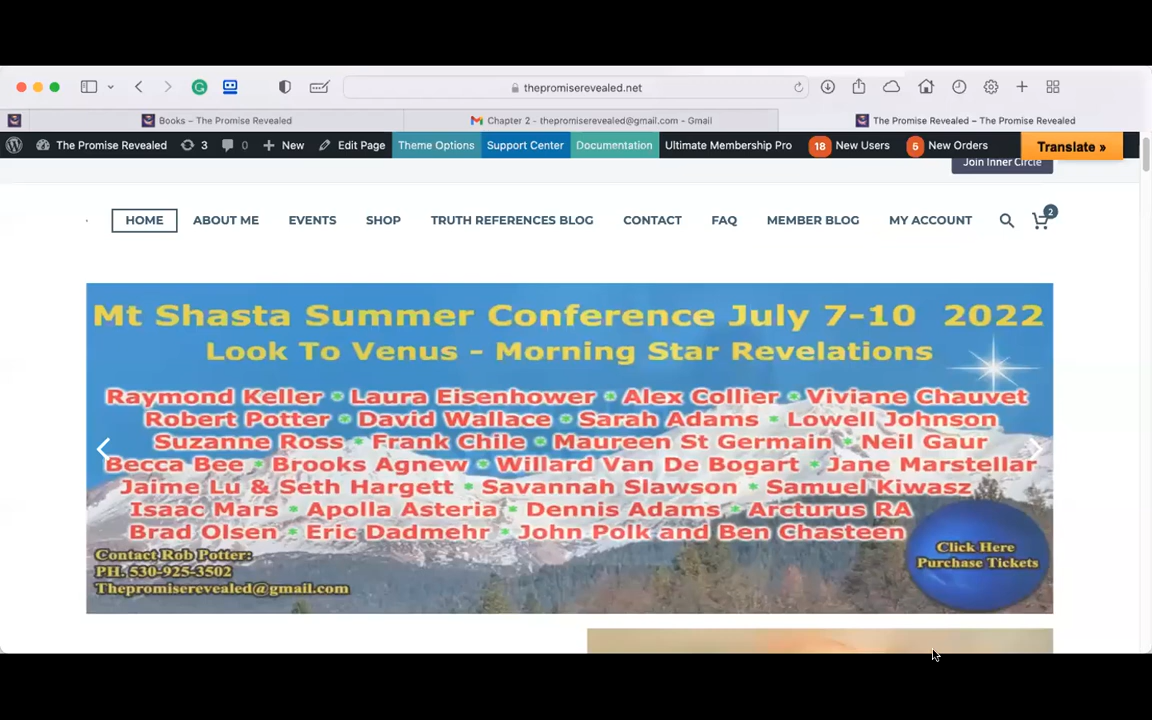 thepromiserevealed.net
Books – The Promise Revealed
Chapter 2 - thepromiserevealed@gmail.com - Gmail
The Promise Revealed – The Promise Revealed
The Promise Revealed 3 0 New Edit Page Theme Options Support Center Documentation Ultimate Membership Pro 18 New Users 6 New Orders Translate »
Join Inner Circle
HOME ABOUT ME EVENTS SHOP TRUTH REFERENCES BLOG CONTACT FAQ MEMBER BLOG MY ACCOUNT 2
Mt Shasta Summer Conference July 7-10 2022
Look To Venus - Morning Star Revelations
Raymond Keller * Laura Eisenhower * Alex Collier * Viviane Chauvet
Robert Potter * David Wallace * Sarah Adams * Lowell Johnson
Suzanne Ross * Frank Chile * Maureen St Germain * Neil Gaur
Becca Bee * Brooks Agnew * Willard Van De Bogart * Jane Marstellar
Jaime Lu & Seth Hargett * Savannah Slawson * Samuel Kiwasz
Isaac Mars * Apolla Asteria * Dennis Adams * Arcturus RA
Brad Olsen * Eric Dadmehr * John Polk and Ben Chasteen
Contact Rob Potter:
PH. 530-925-3502
Thepromiserevealed@gmail.com
Click Here
Purchase Tickets